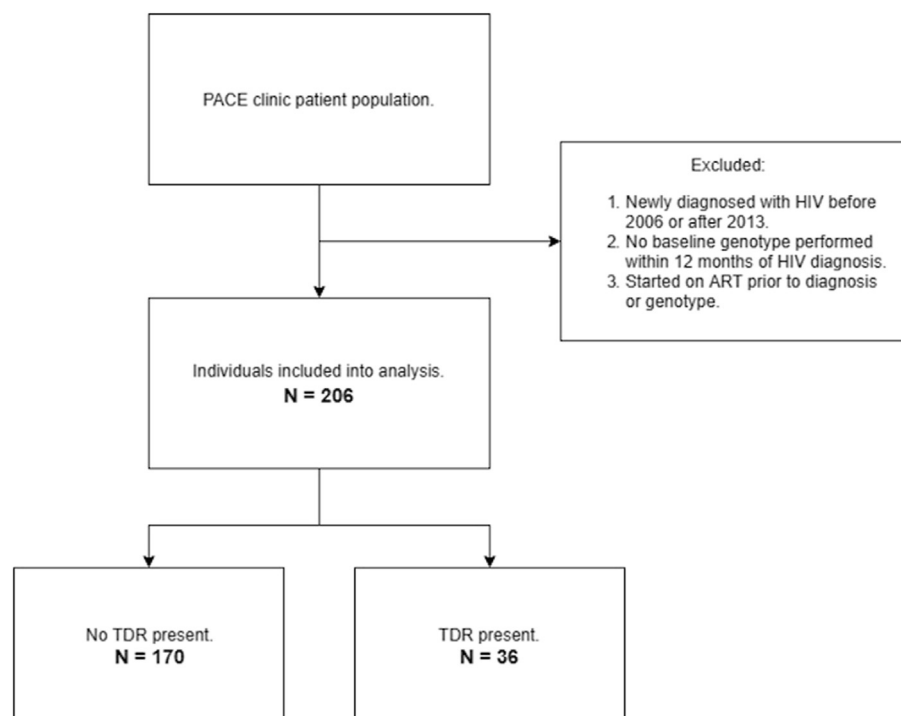 PACE clinic patient population.
Excluded:
1. Newly diagnosed with HIV before
2006 or after 2013.
2. No baseline genotype performed
within 12 months of HIV diagnosis.
3. Started on ART prior to diagnosis
or genotype.
Individuals included into analysis.
N = 206
No TDR present.
N = 170
TDR present.
N = 36